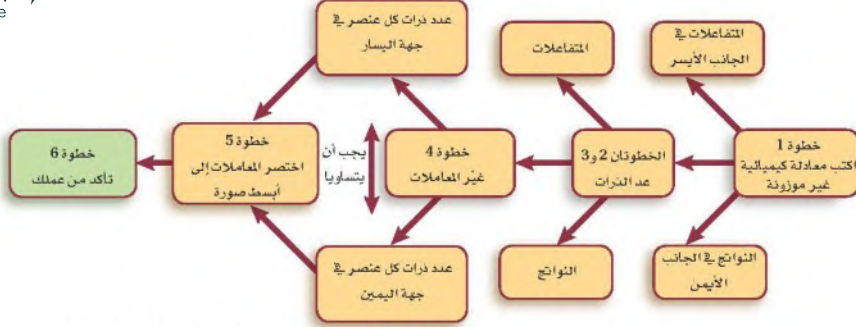 المتفاعلات في
الجانب الأيسر
خطوة 1
اكتب معادلة كيميائية
غير موزونة
النواتج في الجانب
الأيمن
المتفاعلات
الخطوتان 2 و3
عد الذرات
النواتج
عدد ذرات كل عنصر في
جهة اليسار
خطوة 4
غيّر المعاملات
عدد ذرات كل عنصر في
جهة اليمين
يجب أن
يتساويا
خطوة 5
اختصر المعاملات إلى
أبسط صورة
خطوة 6
تأكد من عملك